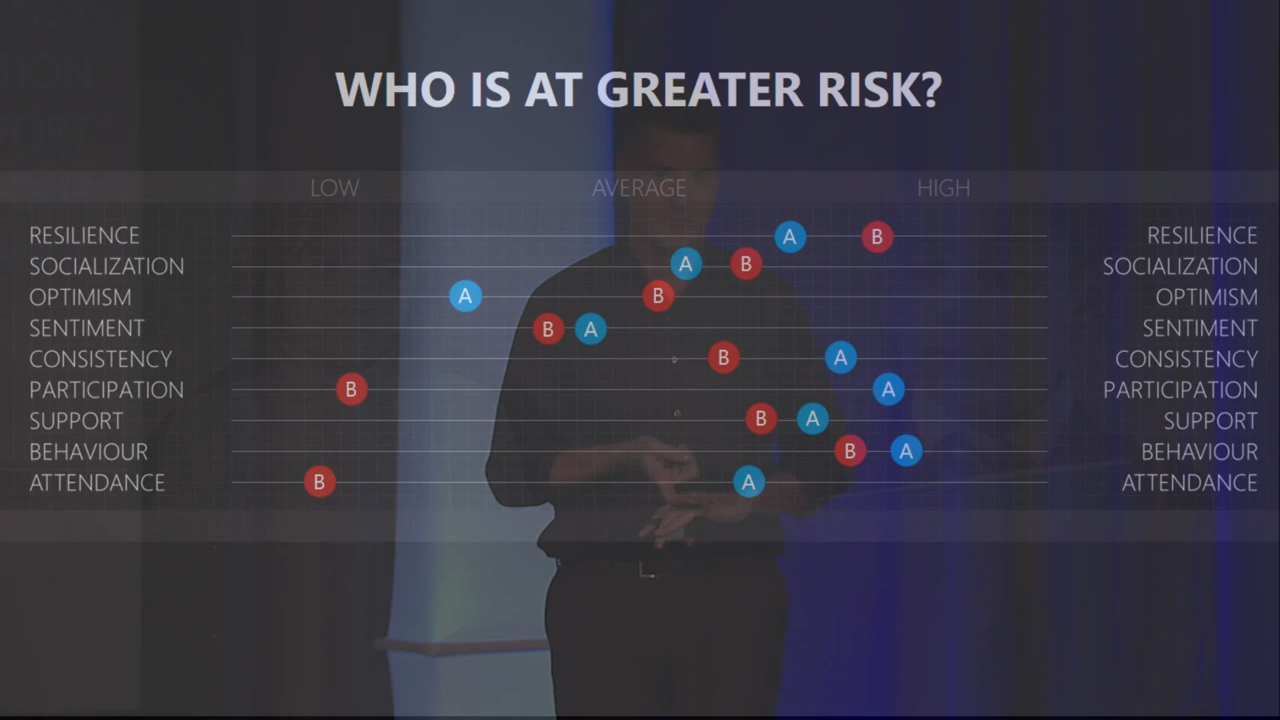 WHO IS AT GREATER RISK?
LOW AVERAGE HIGH
RESILIENCE A B RESILIENCE
SOCIALIZATION A B SOCIALIZATION
OPTIMISM A B OPTIMISM
SENTIMENT B A SENTIMENT
CONSISTENCY B A CONSISTENCY
PARTICIPATION B A PARTICIPATION
SUPPORT B A SUPPORT
BEHAVIOUR B A BEHAVIOUR
ATTENDANCE B A ATTENDANCE